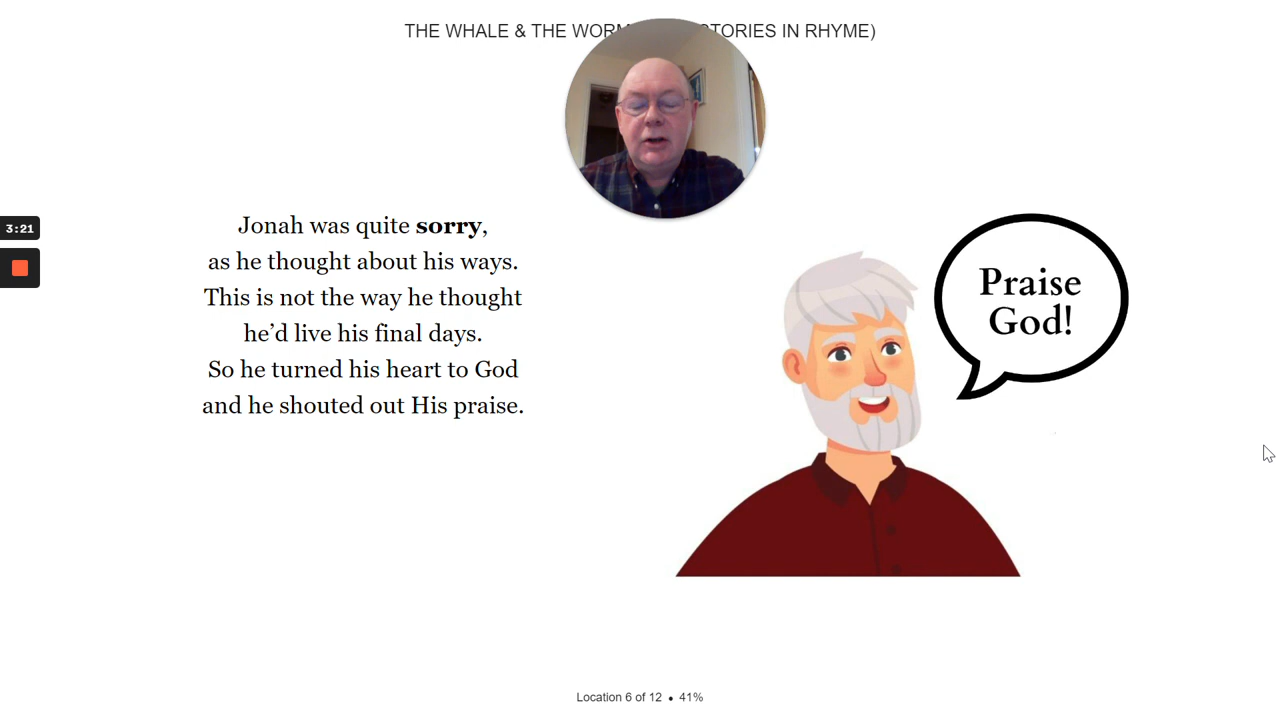 THE WHALE & THE WORM STORIES IN RHYME)
3:21
Jonah was quite sorry,
as he thought about his ways.
This is not the way he thought
he’d live his final days.
So he turned his heart to God
and he shouted out His praise.
Praise
God!
Location 6 of 12 • 41%